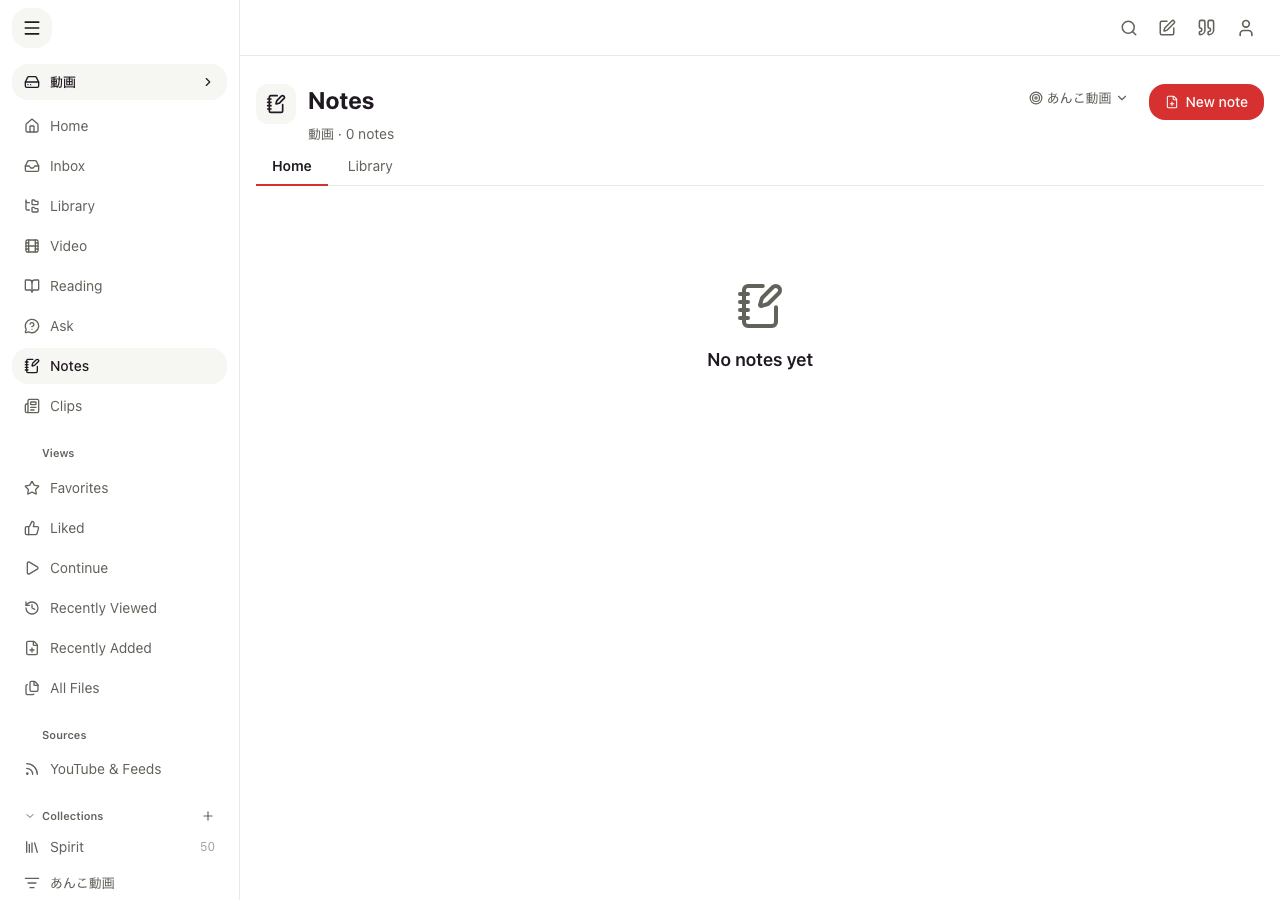 動画
Home
Inbox
Library
Video
Reading
Ask
Notes
Clips
Views
Favorites
Liked
Continue
Recently Viewed
Recently Added
All Files
Sources
YouTube & Feeds
Collections
Spirit 50
あんこ動画
Notes
動画 · 0 notes
あんこ動画
New note
Home Library
No notes yet